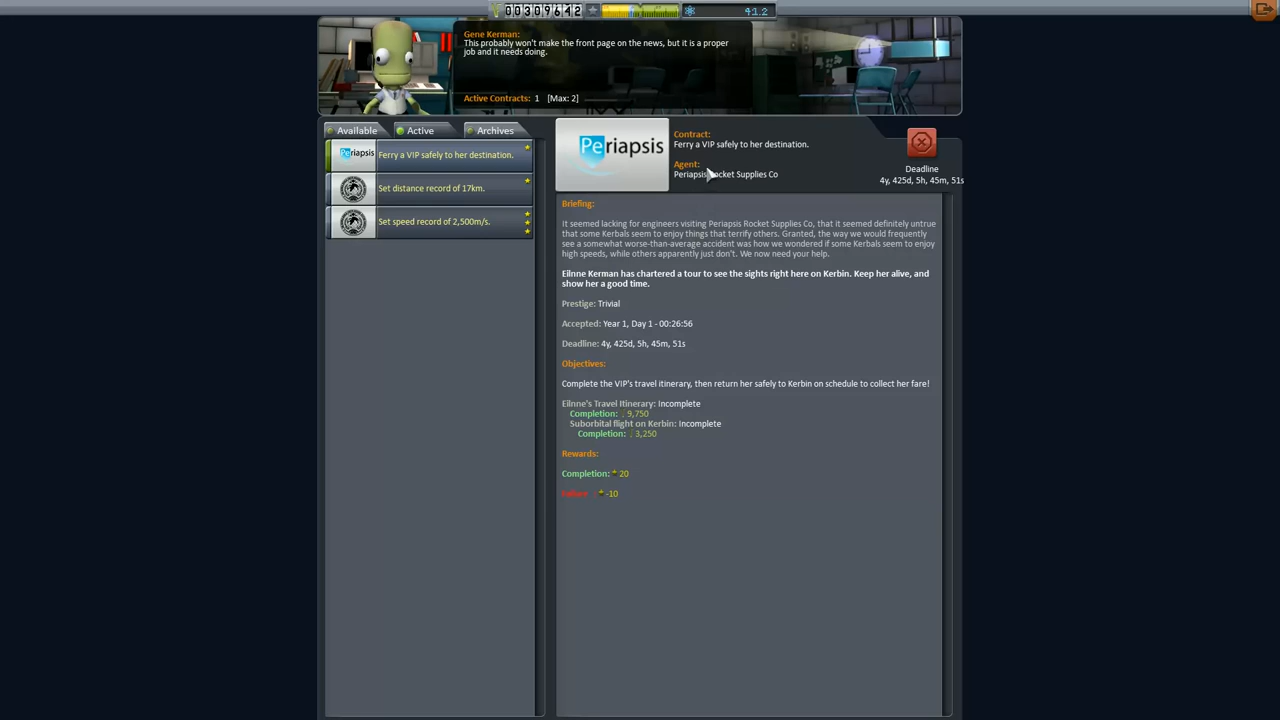 00309642
41.2
Gene Kerman:
This probably won't make the front page on the news, but it is a proper
job and it needs doing.
Active Contracts: 1 [Max: 2]
Available
Active
Archives
Periapsis
Ferry a VIP safely to her destination.
Set distance record of 17km.
Set speed record of 2,500m/s.
Periapsis
Contract:
Ferry a VIP safely to her destination.
Agent:
Periapsis Rocket Supplies Co
Deadline
4y, 425d, 5h, 45m, 51s
Briefing:
It seemed lacking for engineers visiting Periapsis Rocket Supplies Co, that it seemed definitely untrue
that some Kerbals seem to enjoy things that terrify others. Granted, the way we would frequently
see a somewhat worse-than-average accident was how we wondered if some Kerbals seem to enjoy
high speeds, while others apparently just don't. We now need your help.
Eilnne Kerman has chartered a tour to see the sights right here on Kerbin. Keep her alive, and
show her a good time.
Prestige: Trivial
Accepted: Year 1, Day 1 - 00:26:56
Deadline: 4y, 425d, 5h, 45m, 51s
Objectives:
Complete the VIP's travel itinerary, then return her safely to Kerbin on schedule to collect her fare!
Eilnne's Travel Itinerary: Incomplete
Completion: 9,750
Suborbital flight on Kerbin: Incomplete
Completion: 3,250
Rewards:
Completion: 20
Failure: -10